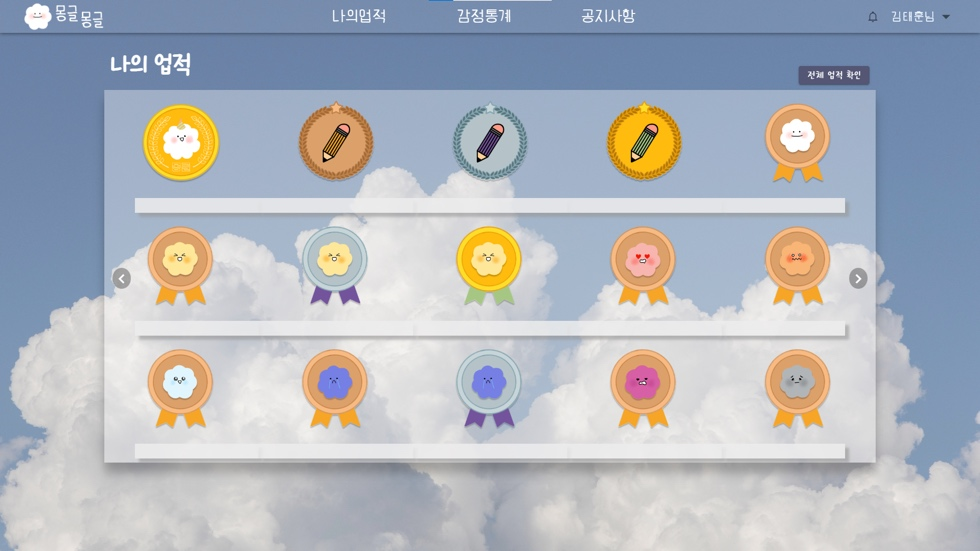 몽글몽글
나의업적
감정통계
공지사항
김태훈님
나의 업적
전체 업적 확인